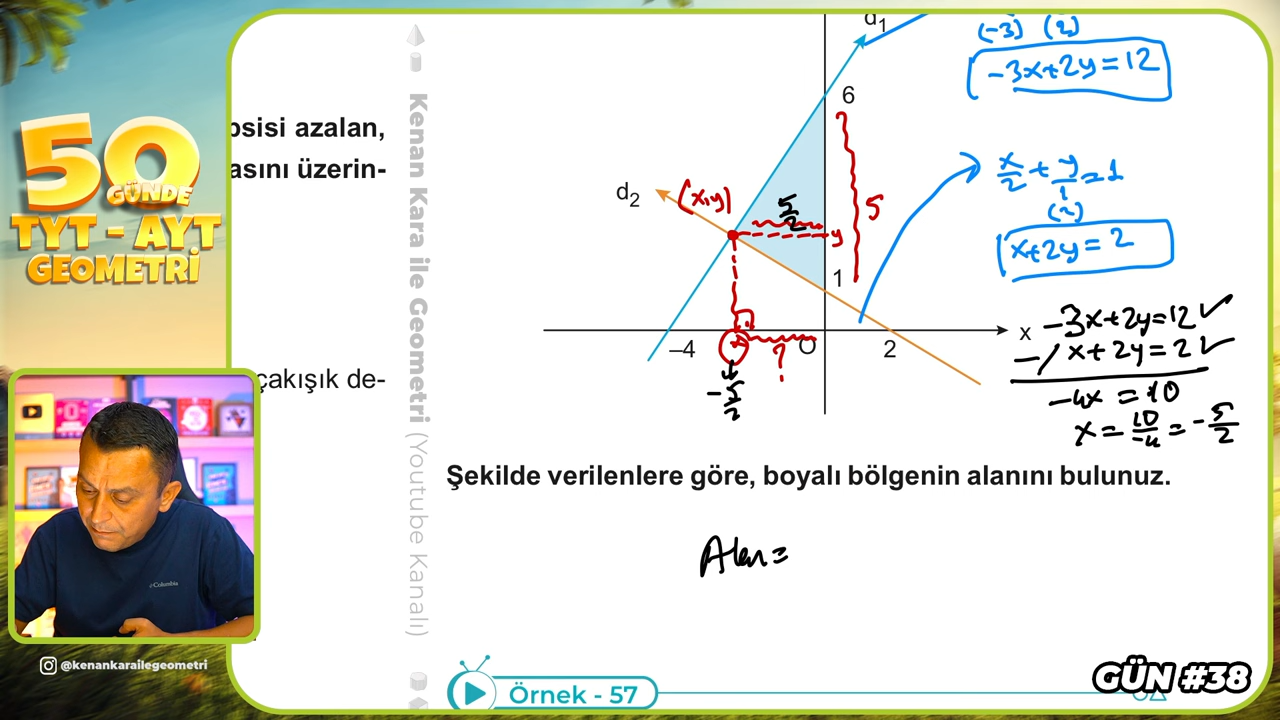 50
GÜNDE
TYT - AYT
GEOMETRİ
psisi azalan,
asını üzerin-
çakışık de-
Kenan Kara ile Geometri (Youtube Kanalı)
d₁
(-3) (2)
-3x+2y=12
6
d₂
(x,y)
5/2
y
5
1
x/2 + y/1 = 1
(2)
x+2y=2
-4
x
?
O
2
x
-5/2
-3x+2y=12
-/ x+2y=2
-4x=10
x=10/-4=-5/2
Şekilde verilenlere göre, boyalı bölgenin alanını bulunuz.
Alan=
Columbia
@kenankarailegeometri
Örnek - 57
GÜN #38